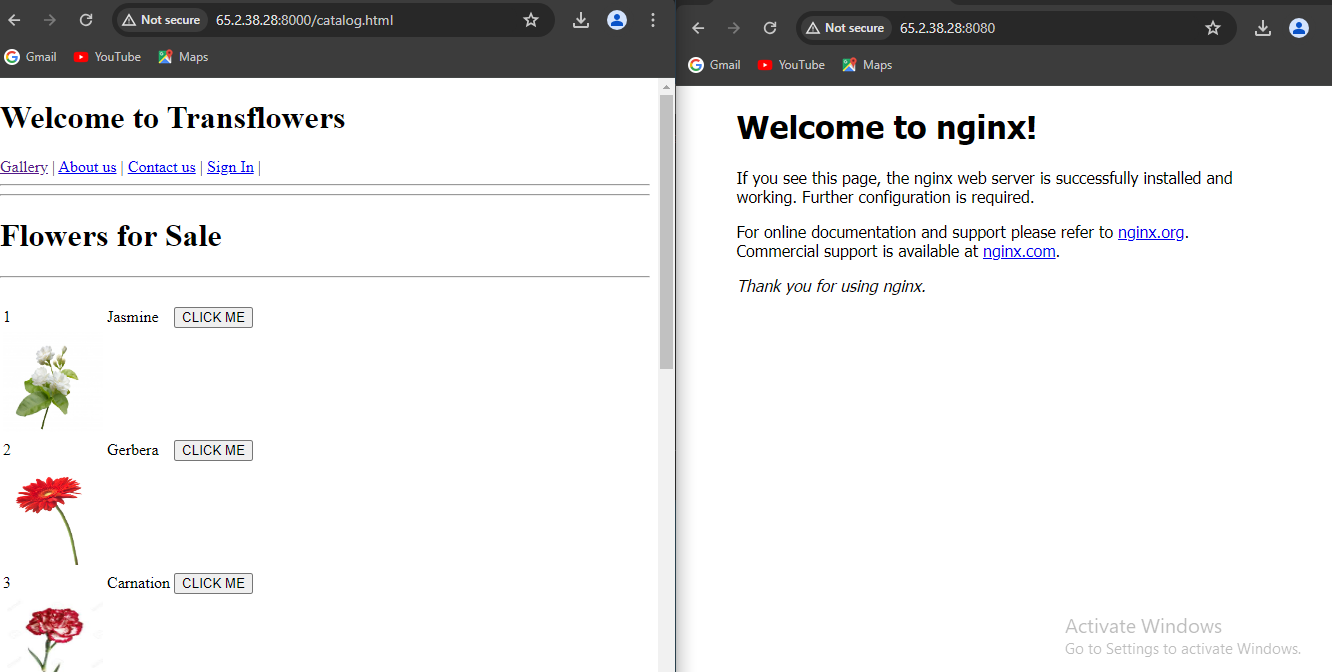 Not secure 65.2.38.28:8000/catalog.html
Gmail YouTube Maps
Welcome to Transflowers
Gallery | About us | Contact us | Sign In |
Flowers for Sale
1 Jasmine CLICK ME
2 Gerbera CLICK ME
3 Carnation CLICK ME
Not secure 65.2.38.28:8080
Gmail YouTube Maps
Welcome to nginx!
If you see this page, the nginx web server is successfully installed and
working. Further configuration is required.
For online documentation and support please refer to nginx.org.
Commercial support is available at nginx.com.
Thank you for using nginx.
Activate Windows
Go to Settings to activate Windows.